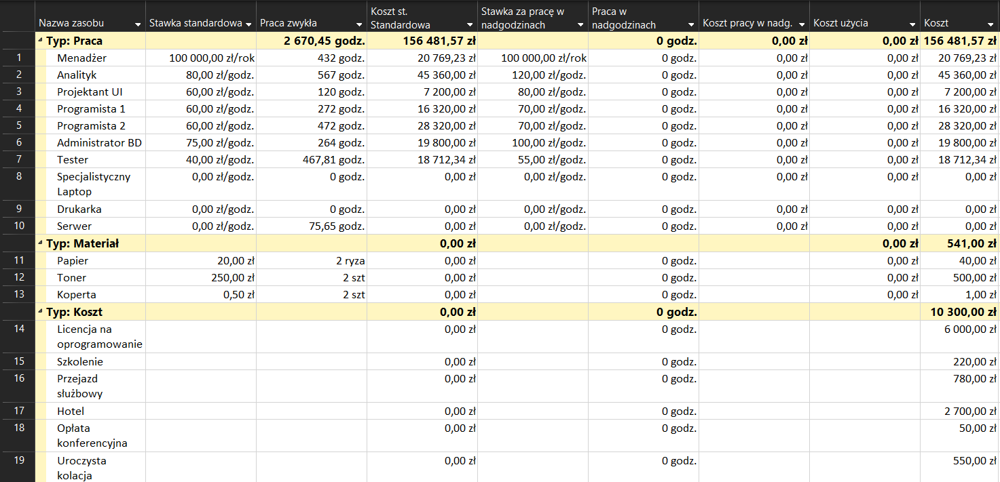 Nazwa zasobu Stawka standardowa Praca zwykła Koszt st. Standardowa Stawka za pracę w nadgodzinach Praca w nadgodzinach Koszt pracy w nadg. Koszt użycia Koszt
Typ: Praca 2 670,45 godz. 156 481,57 zł 0 godz. 0,00 zł 0,00 zł 156 481,57 zł
1 Menadżer 100 000,00 zł/rok 432 godz. 20 769,23 zł 100 000,00 zł/rok 0 godz. 0,00 zł 0,00 zł 20 769,23 zł
2 Analityk 80,00 zł/godz. 567 godz. 45 360,00 zł 120,00 zł/godz. 0 godz. 0,00 zł 0,00 zł 45 360,00 zł
3 Projektant UI 60,00 zł/godz. 120 godz. 7 200,00 zł 80,00 zł/godz. 0 godz. 0,00 zł 0,00 zł 7 200,00 zł
4 Programista 1 60,00 zł/godz. 272 godz. 16 320,00 zł 70,00 zł/godz. 0 godz. 0,00 zł 0,00 zł 16 320,00 zł
5 Programista 2 60,00 zł/godz. 472 godz. 28 320,00 zł 70,00 zł/godz. 0 godz. 0,00 zł 0,00 zł 28 320,00 zł
6 Administrator BD 75,00 zł/godz. 264 godz. 19 800,00 zł 100,00 zł/godz. 0 godz. 0,00 zł 0,00 zł 19 800,00 zł
7 Tester 40,00 zł/godz. 467,81 godz. 18 712,34 zł 55,00 zł/godz. 0 godz. 0,00 zł 0,00 zł 18 712,34 zł
8 Specjalistyczny 0,00 zł/godz. 0 godz. 0,00 zł 0,00 zł/godz. 0 godz. 0,00 zł 0,00 zł 0,00 zł
Laptop
9 Drukarka 0,00 zł/godz. 0 godz. 0,00 zł 0,00 zł/godz. 0 godz. 0,00 zł 0,00 zł 0,00 zł
10 Serwer 0,00 zł/godz. 75,65 godz. 0,00 zł 0,00 zł/godz. 0 godz. 0,00 zł 0,00 zł 0,00 zł
Typ: Materiał 0,00 zł 0,00 zł 541,00 zł
11 Papier 20,00 zł 2 ryza 0,00 zł 0 godz. 0,00 zł 40,00 zł
12 Toner 250,00 zł 2 szt 0,00 zł 0 godz. 0,00 zł 500,00 zł
13 Koperta 0,50 zł 2 szt 0,00 zł 0 godz. 0,00 zł 1,00 zł
Typ: Koszt 0,00 zł 0 godz. 10 300,00 zł
14 Licencja na 0,00 zł 0 godz. 6 000,00 zł
oprogramowanie
15 Szkolenie 0,00 zł 0 godz. 220,00 zł
16 Przejazd 0,00 zł 0 godz. 780,00 zł
służbowy
17 Hotel 0,00 zł 0 godz. 2 700,00 zł
18 Opłata 0,00 zł 0 godz. 50,00 zł
konferencyjna
19 Uroczysta 0,00 zł 0 godz. 550,00 zł
kolacja